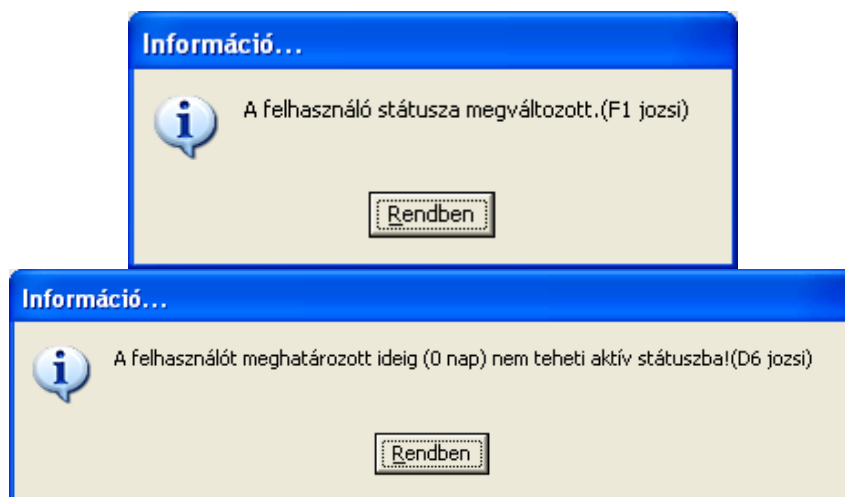 Információ...
A felhasználó státusza megváltozott.(F1 jozsi)
Rendben
Információ...
A felhasználót meghatározott ideig (0 nap) nem teheti aktív státuszba!(D6 jozsi)
Rendben